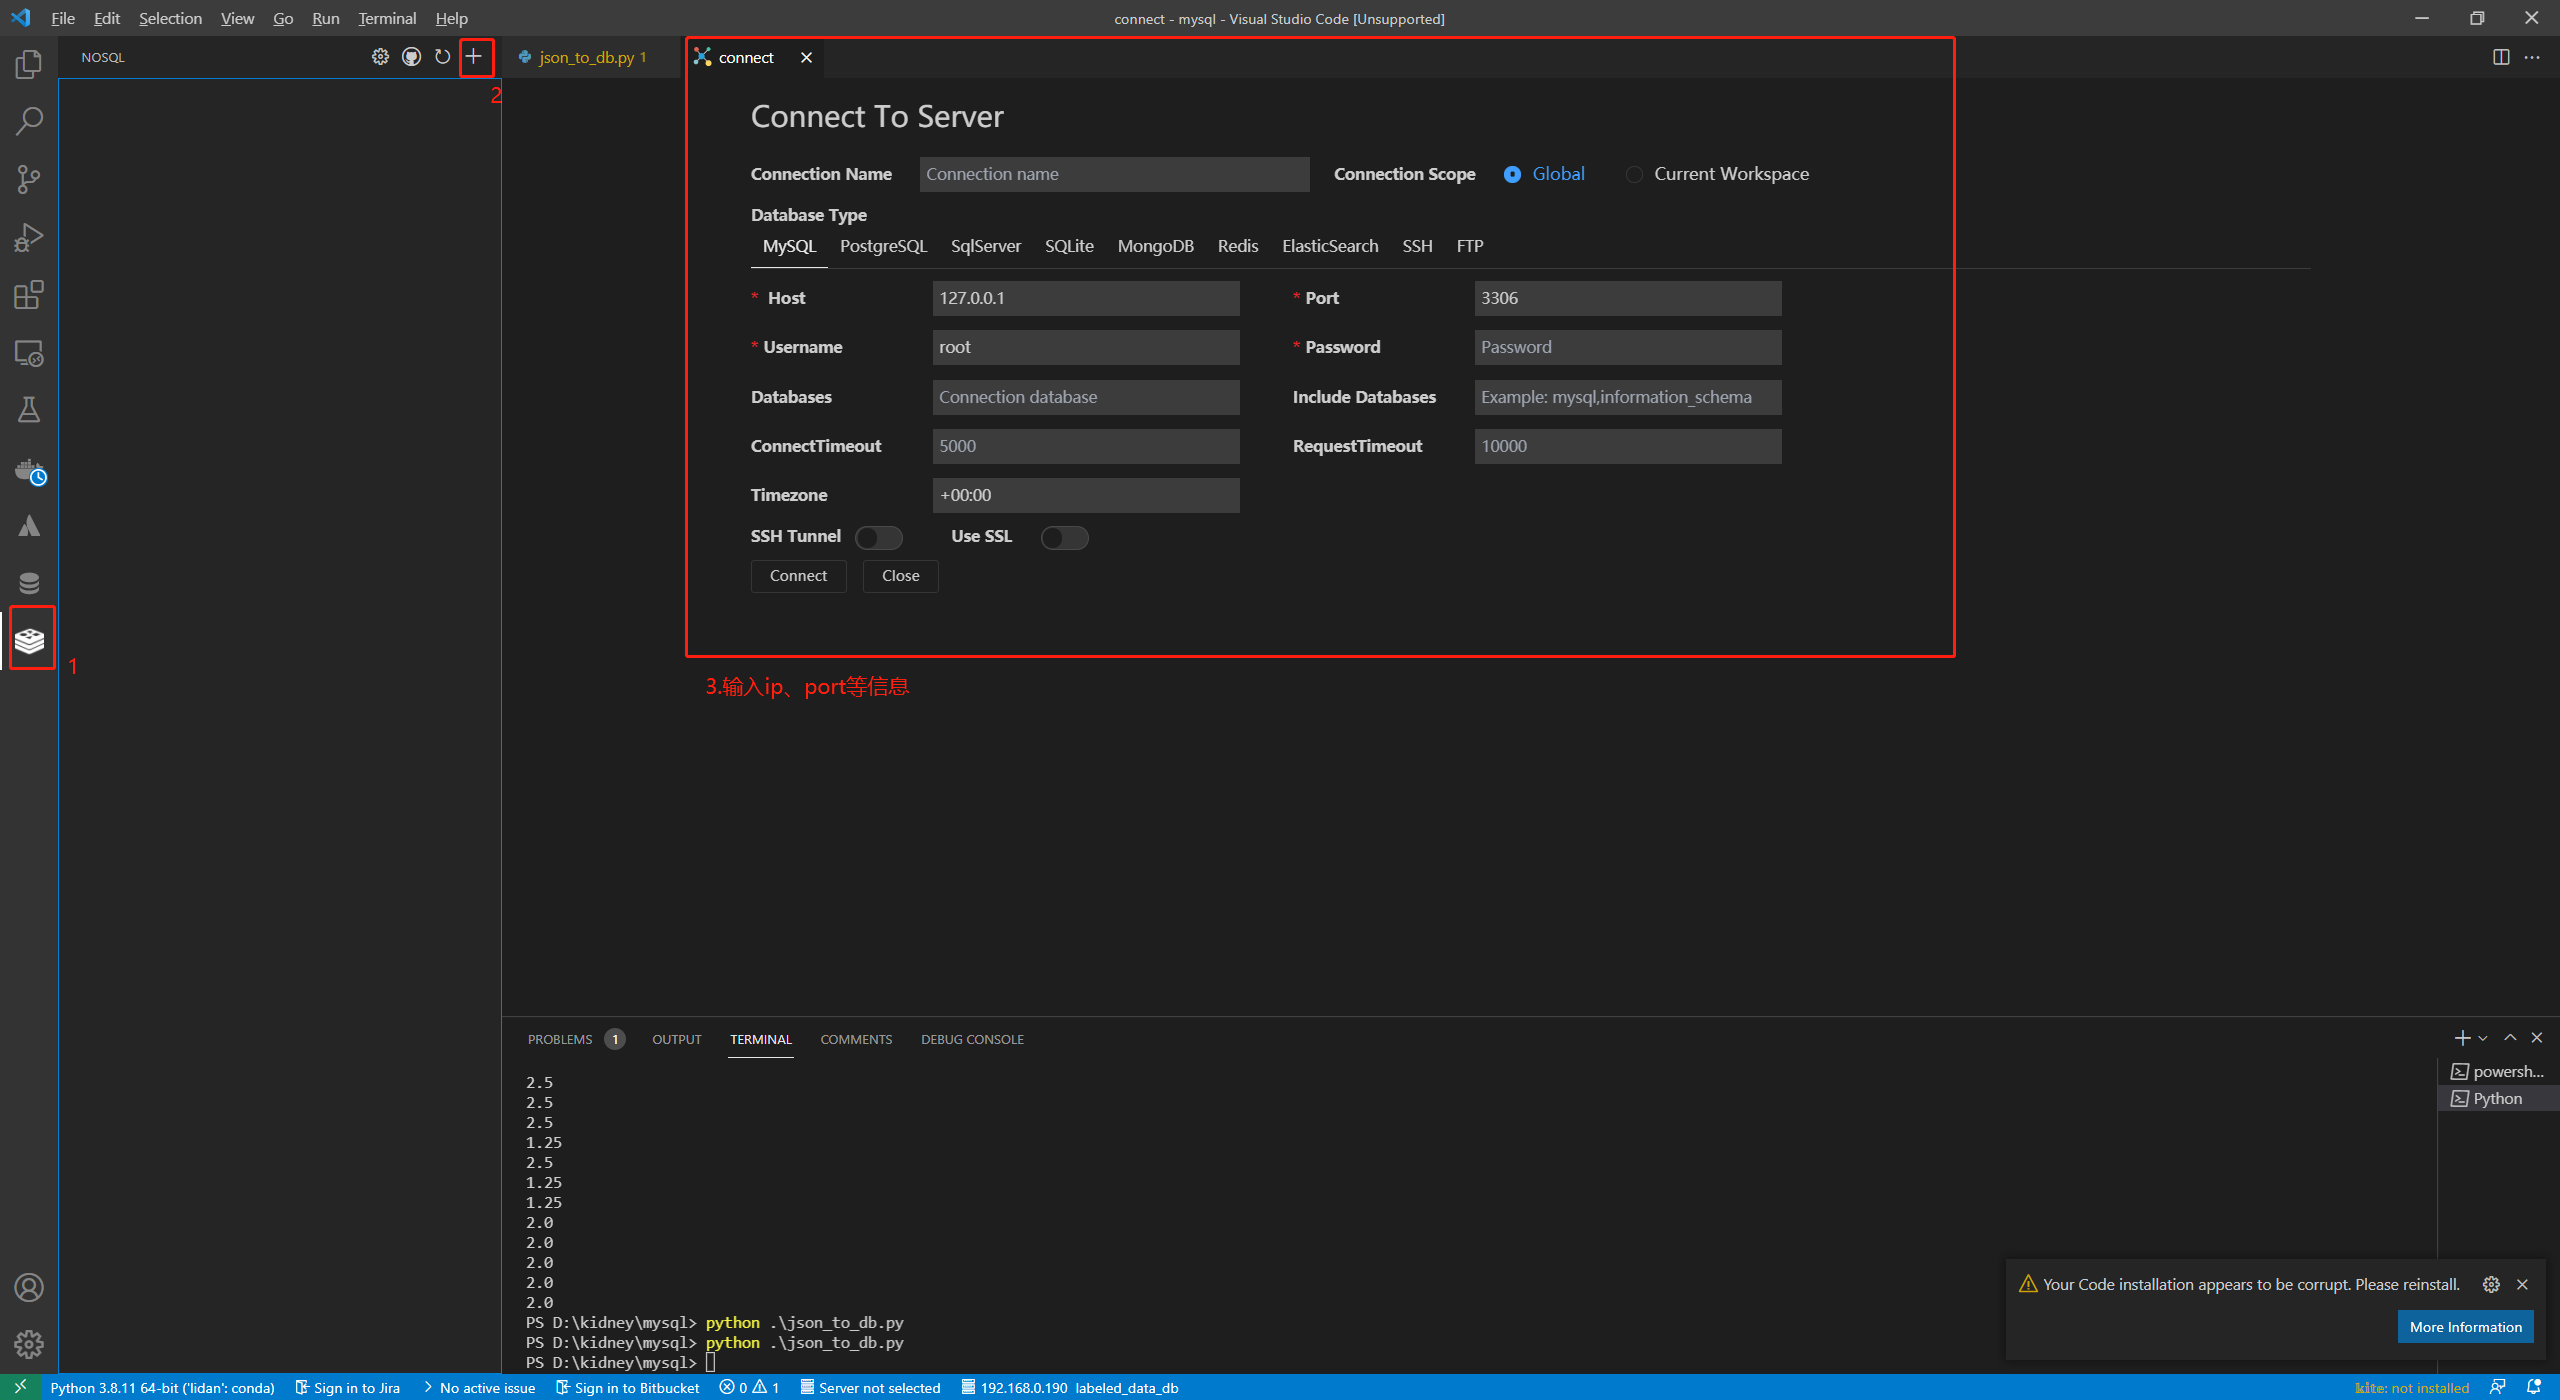 File Edit Selection View Go Run Terminal Help
connect - mysql - Visual Studio Code [Unsupported]
NOSQL
2
1
json_to_db.py 1
connect
Connect To Server
Connection Name Connection name Connection Scope Global Current Workspace
Database Type
MySQL PostgreSQL SqlServer SQLite MongoDB Redis ElasticSearch SSH FTP
* Host 127.0.0.1 * Port 3306
* Username root * Password Password
Databases Connection database Include Databases Example: mysql,information_schema
ConnectTimeout 5000 RequestTimeout 10000
Timezone +00:00
SSH Tunnel Use SSL
Connect Close
3.输入ip、port等信息
PROBLEMS 1 OUTPUT TERMINAL COMMENTS DEBUG CONSOLE
2.5
2.5
2.5
1.25
2.5
1.25
1.25
2.0
2.0
2.0
2.0
2.0
PS D:\kidney\mysql> python .\json_to_db.py
PS D:\kidney\mysql> python .\json_to_db.py
PS D:\kidney\mysql>
powersh...
Python
Your Code installation appears to be corrupt. Please reinstall.
More Information
Python 3.8.11 64-bit ('lidan': conda) Sign in to Jira No active issue Sign in to Bitbucket 0 1 Server not selected 192.168.0.190 labeled_data_db kite: not installed